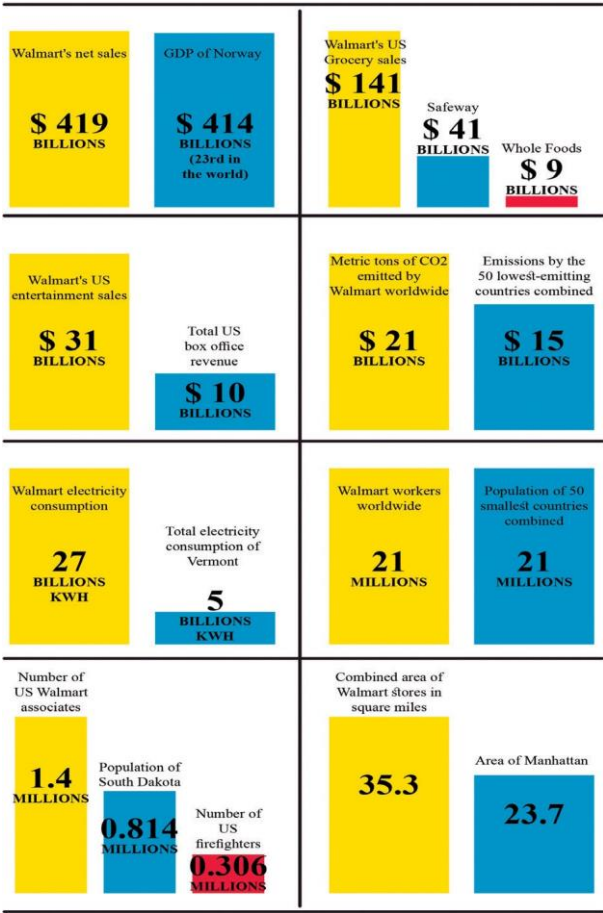 Walmart's net sales
$ 419
BILLIONS
GDP of Norway
$ 414
BILLIONS
(23rd in
the world)
Walmart's US
Grocery sales
$ 141
BILLIONS
Safeway
$ 41
BILLIONS
Whole Foods
$ 9
BILLIONS
Walmart's US
entertainment sales
$ 31
BILLIONS
Total US
box office
revenue
$ 10
BILLIONS
Metric tons of CO2
emitted by
Walmart worldwide
$ 21
BILLIONS
Emissions by the
50 lowest-emitting
countries combined
$ 15
BILLIONS
Walmart electricity
consumption
27
BILLIONS
KWH
Total electricity
consumption of
Vermont
5
BILLIONS
KWH
Walmart workers
worldwide
21
MILLIONS
Population of 50
smallest countries
combined
21
MILLIONS
Number of
US Walmart
associates
1.4
MILLIONS
Population of
South Dakota
0.814
MILLIONS
Number of
US
firefighters
0.306
MILLIONS
Combined area of
Walmart stores in
square miles
35.3
Area of Manhattan
23.7